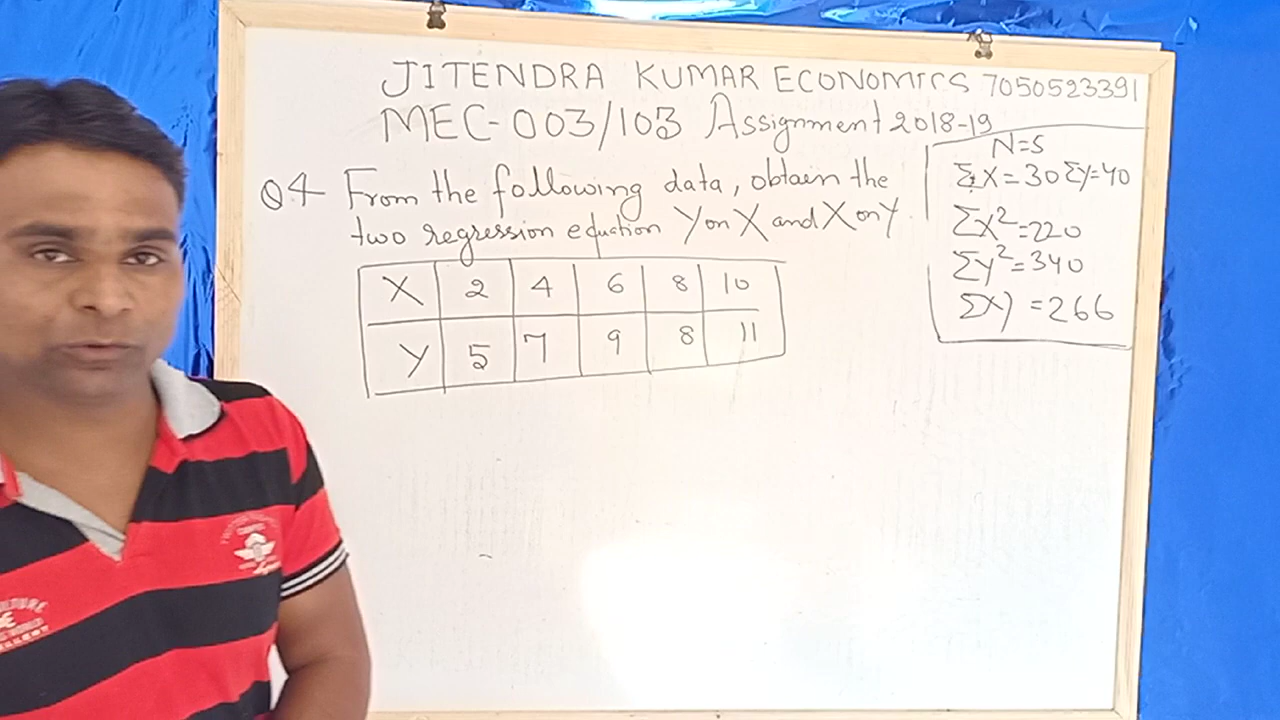 JITENDRA KUMAR ECONOMICS 7050523391
MEC-003/103 Assignment 2018-19
Q4 From the following data, obtain the
two regression equation Y on X and X on Y.
X 2 4 6 8 10
Y 5 7 9 8 11
N=5
ΣX=30 Σy=40
ΣX²=220
Σy²=340
ΣXy=266